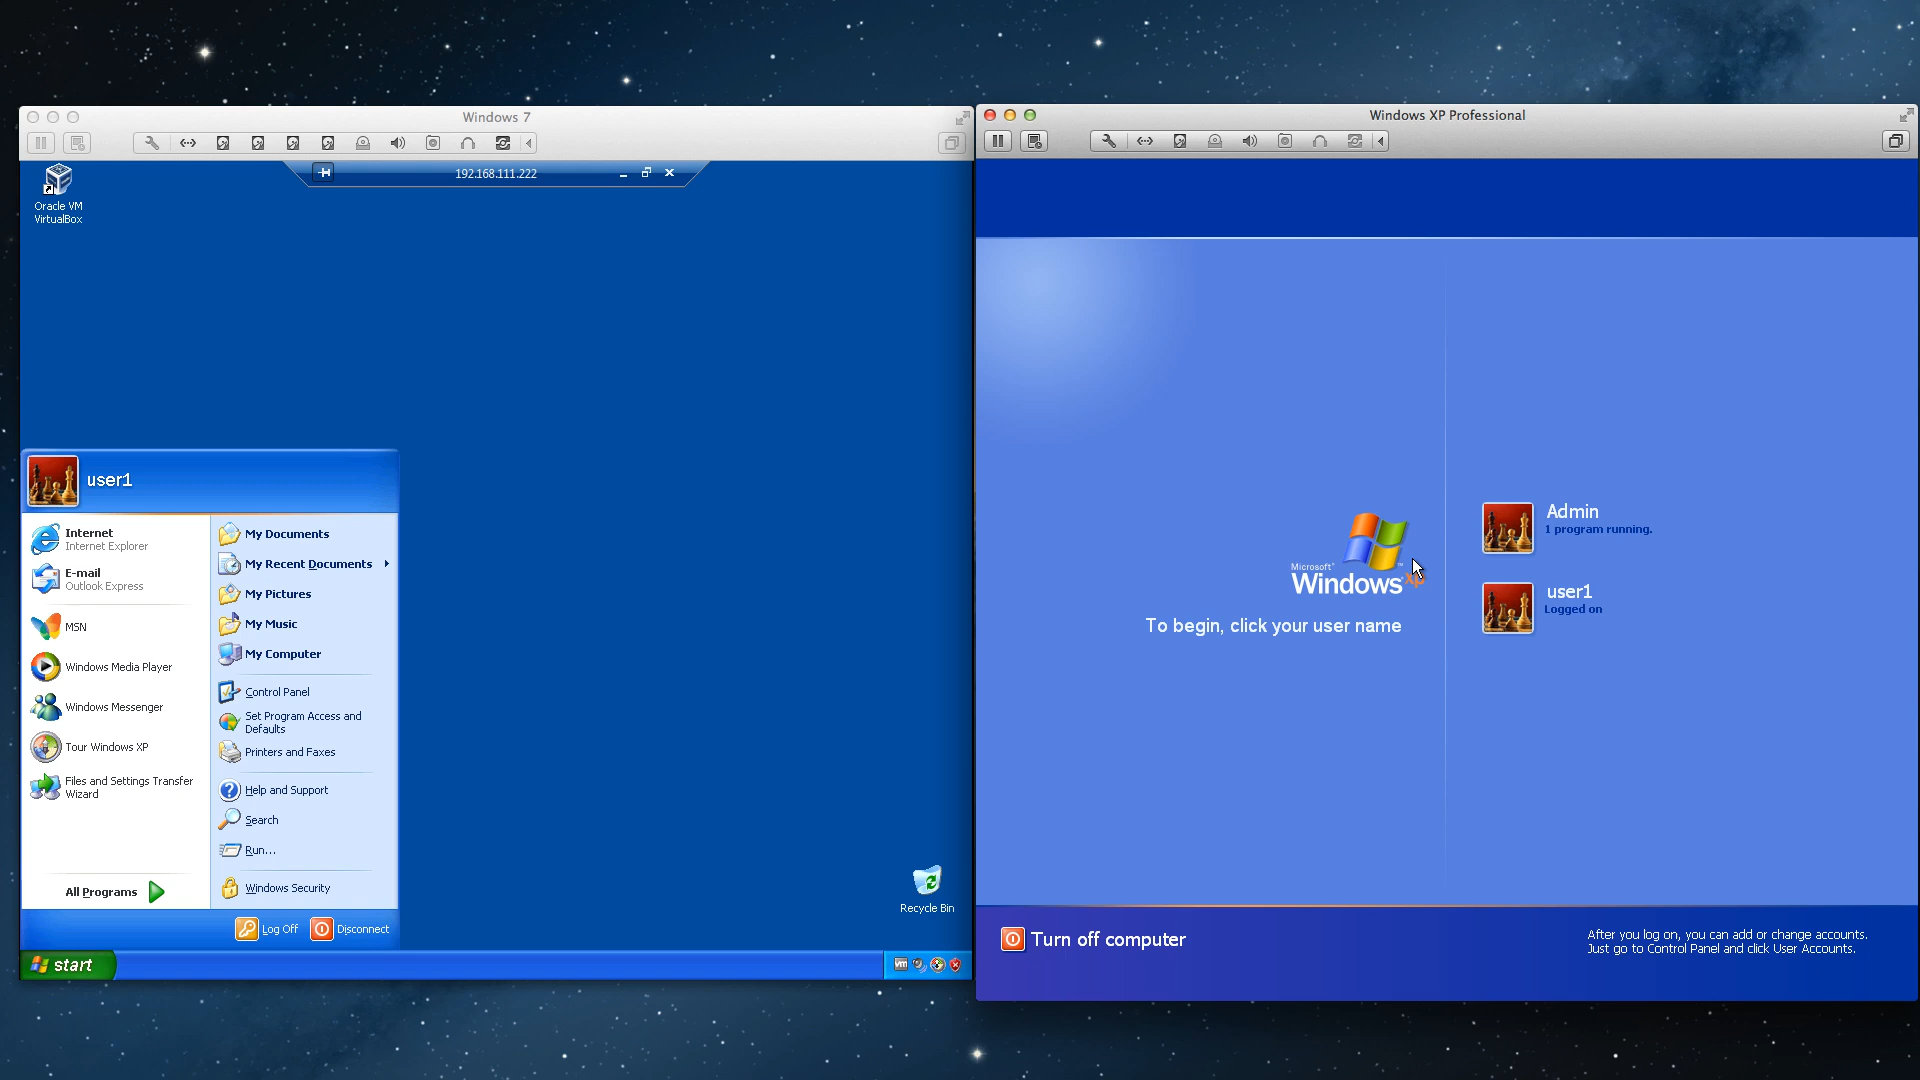 Windows 7
192.168.111.222
Oracle VM
VirtualBox
user1
Internet
Internet Explorer
E-mail
Outlook Express
MSN
Windows Media Player
Windows Messenger
Tour Windows XP
Files and Settings Transfer
Wizard
All Programs
My Documents
My Recent Documents
My Pictures
My Music
My Computer
Control Panel
Set Program Access and
Defaults
Printers and Faxes
Help and Support
Search
Run...
Windows Security
Log Off
Disconnect
Recycle Bin
start
vm
Windows XP Professional
Microsoft
Windows xp
To begin, click your user name
Admin
1 program running.
user1
Logged on
Turn off computer
After you log on, you can add or change accounts.
Just go to Control Panel and click User Accounts.